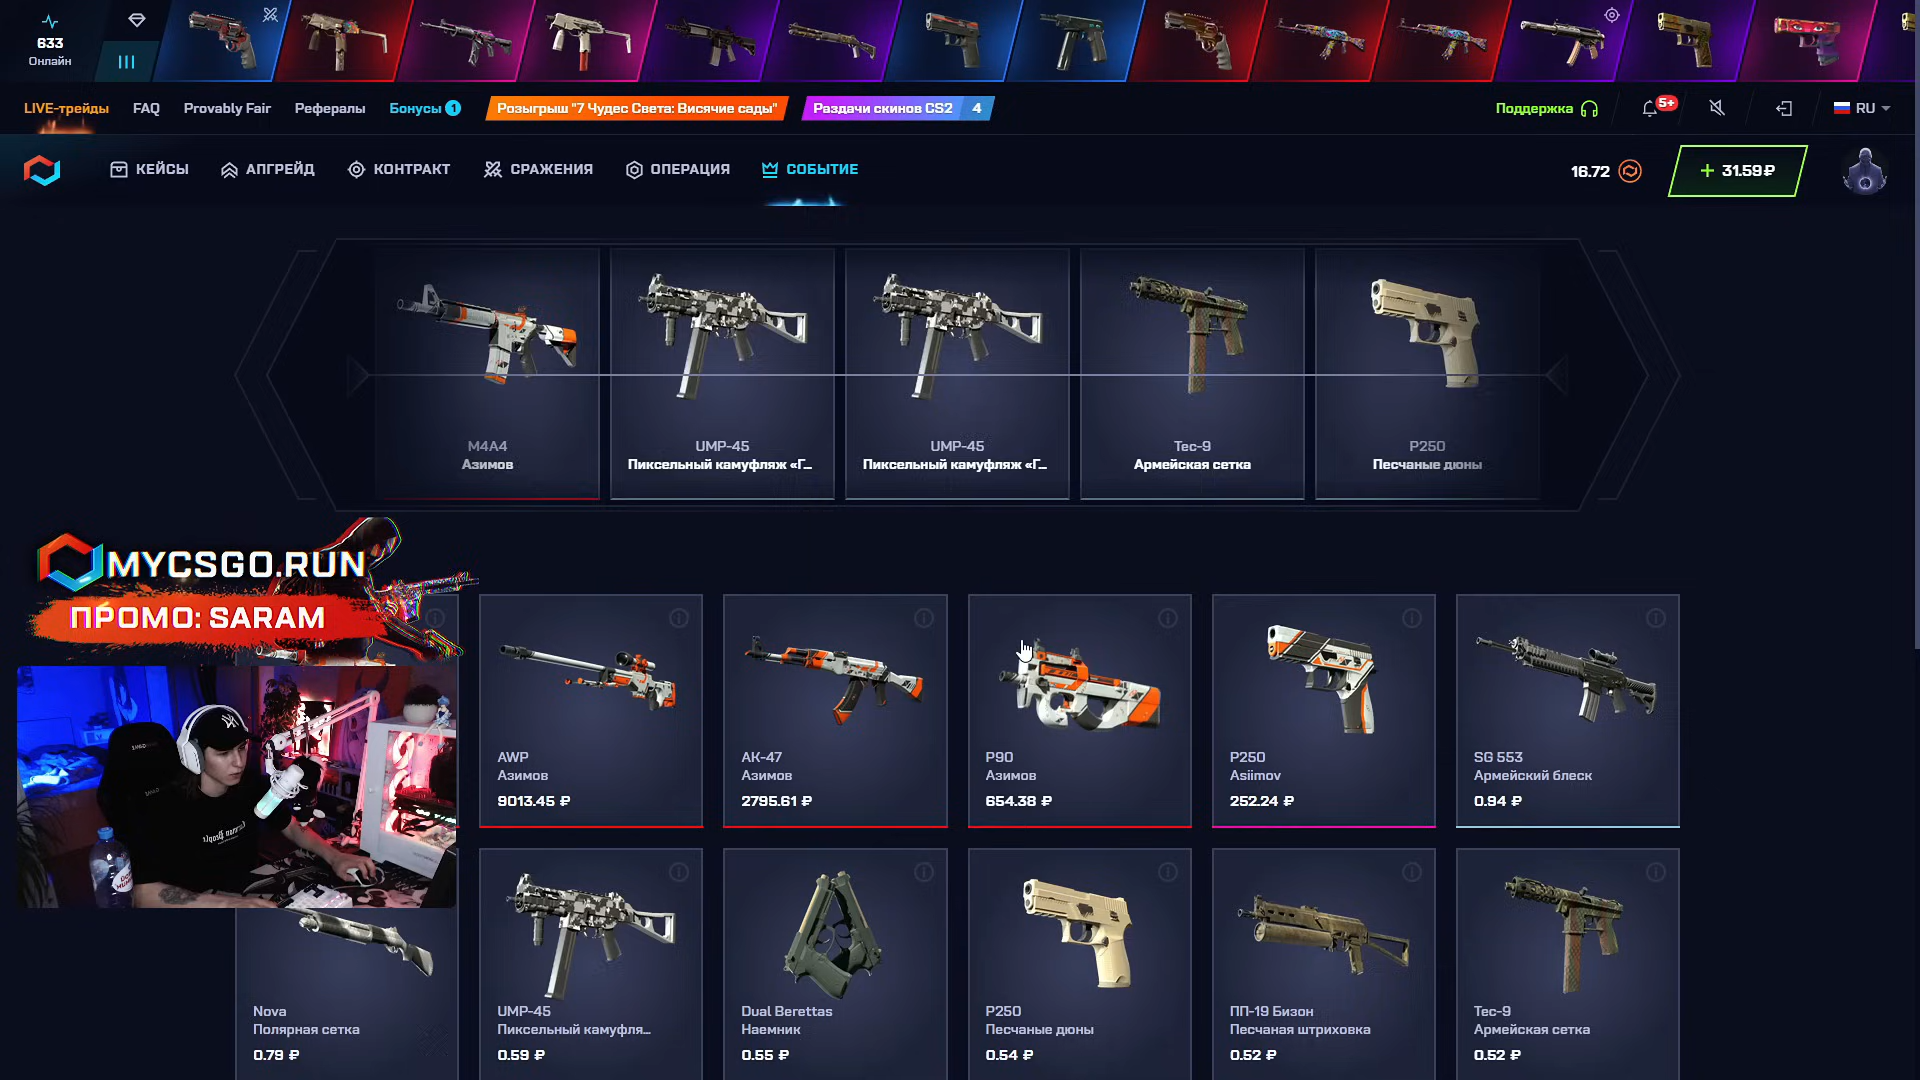 633
Онлайн
LIVE-трейды
FAQ
Provably Fair
Рефералы
Бонусы 1
Розыгрыш "7 Чудес Света: Висячие сады"
Раздачи скинов CS2 4
Поддержка
5+
RU
КЕЙСЫ
АПГРЕЙД
КОНТРАКТ
СРАЖЕНИЯ
ОПЕРАЦИЯ
СОБЫТИЕ
16.72
+ 31.59 ₽
M4A4
Азимов
UMP-45
Пиксельный камуфляж «Г...
UMP-45
Пиксельный камуфляж «Г...
Tec-9
Армейская сетка
P250
Песчаные дюны
MYCSGO.RUN
ПРОМО: SARAM
AWP
Азимов
9013.45 ₽
AK-47
Азимов
2795.61 ₽
P90
Азимов
654.38 ₽
P250
Asiimov
252.24 ₽
SG 553
Армейский блеск
0.94 ₽
Nova
Полярная сетка
0.79 ₽
UMP-45
Пиксельный камуфля...
0.59 ₽
Dual Berettas
Наемник
0.55 ₽
P250
Песчаные дюны
0.54 ₽
ПП-19 Бизон
Песчаная штриховка
0.52 ₽
Tec-9
Армейская сетка
0.52 ₽